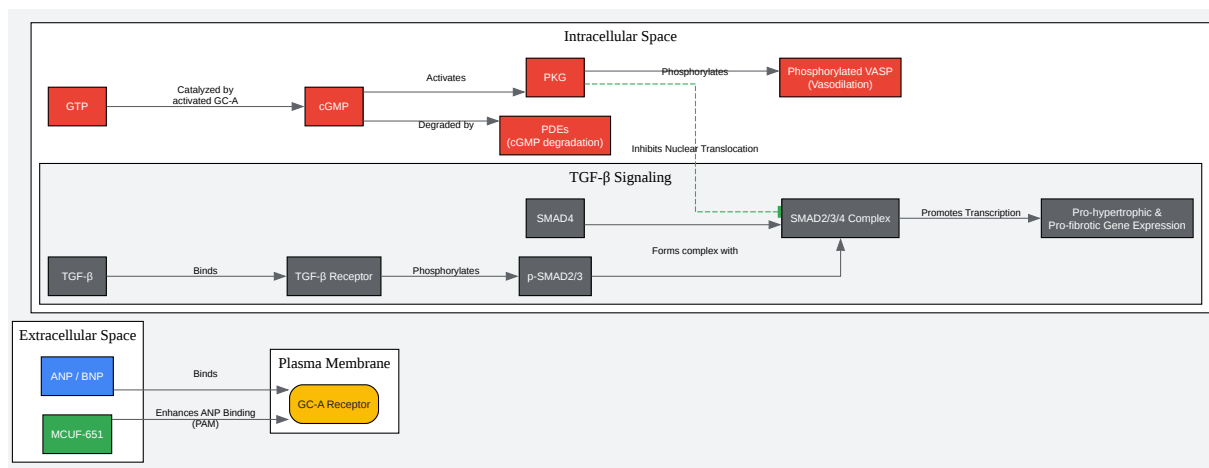 Intracellular Space
GTP
Catalyzed by
activated GC-A
cGMP
Activates
PKG
Phosphorylates
Phosphorylated VASP
(Vasodilation)
Degraded by
PDEs
(cGMP degradation)
Inhibits Nuclear Translocation
TGF-β Signaling
SMAD4
SMAD2/3/4 Complex
Promotes Transcription
Pro-hypertrophic &
Pro-fibrotic Gene Expression
Forms complex with
TGF-β
Binds
TGF-β Receptor
Phosphorylates
p-SMAD2/3
Extracellular Space
ANP / BNP
Binds
Plasma Membrane
GC-A Receptor
MCUF-651
Enhances ANP Binding
(PAM)